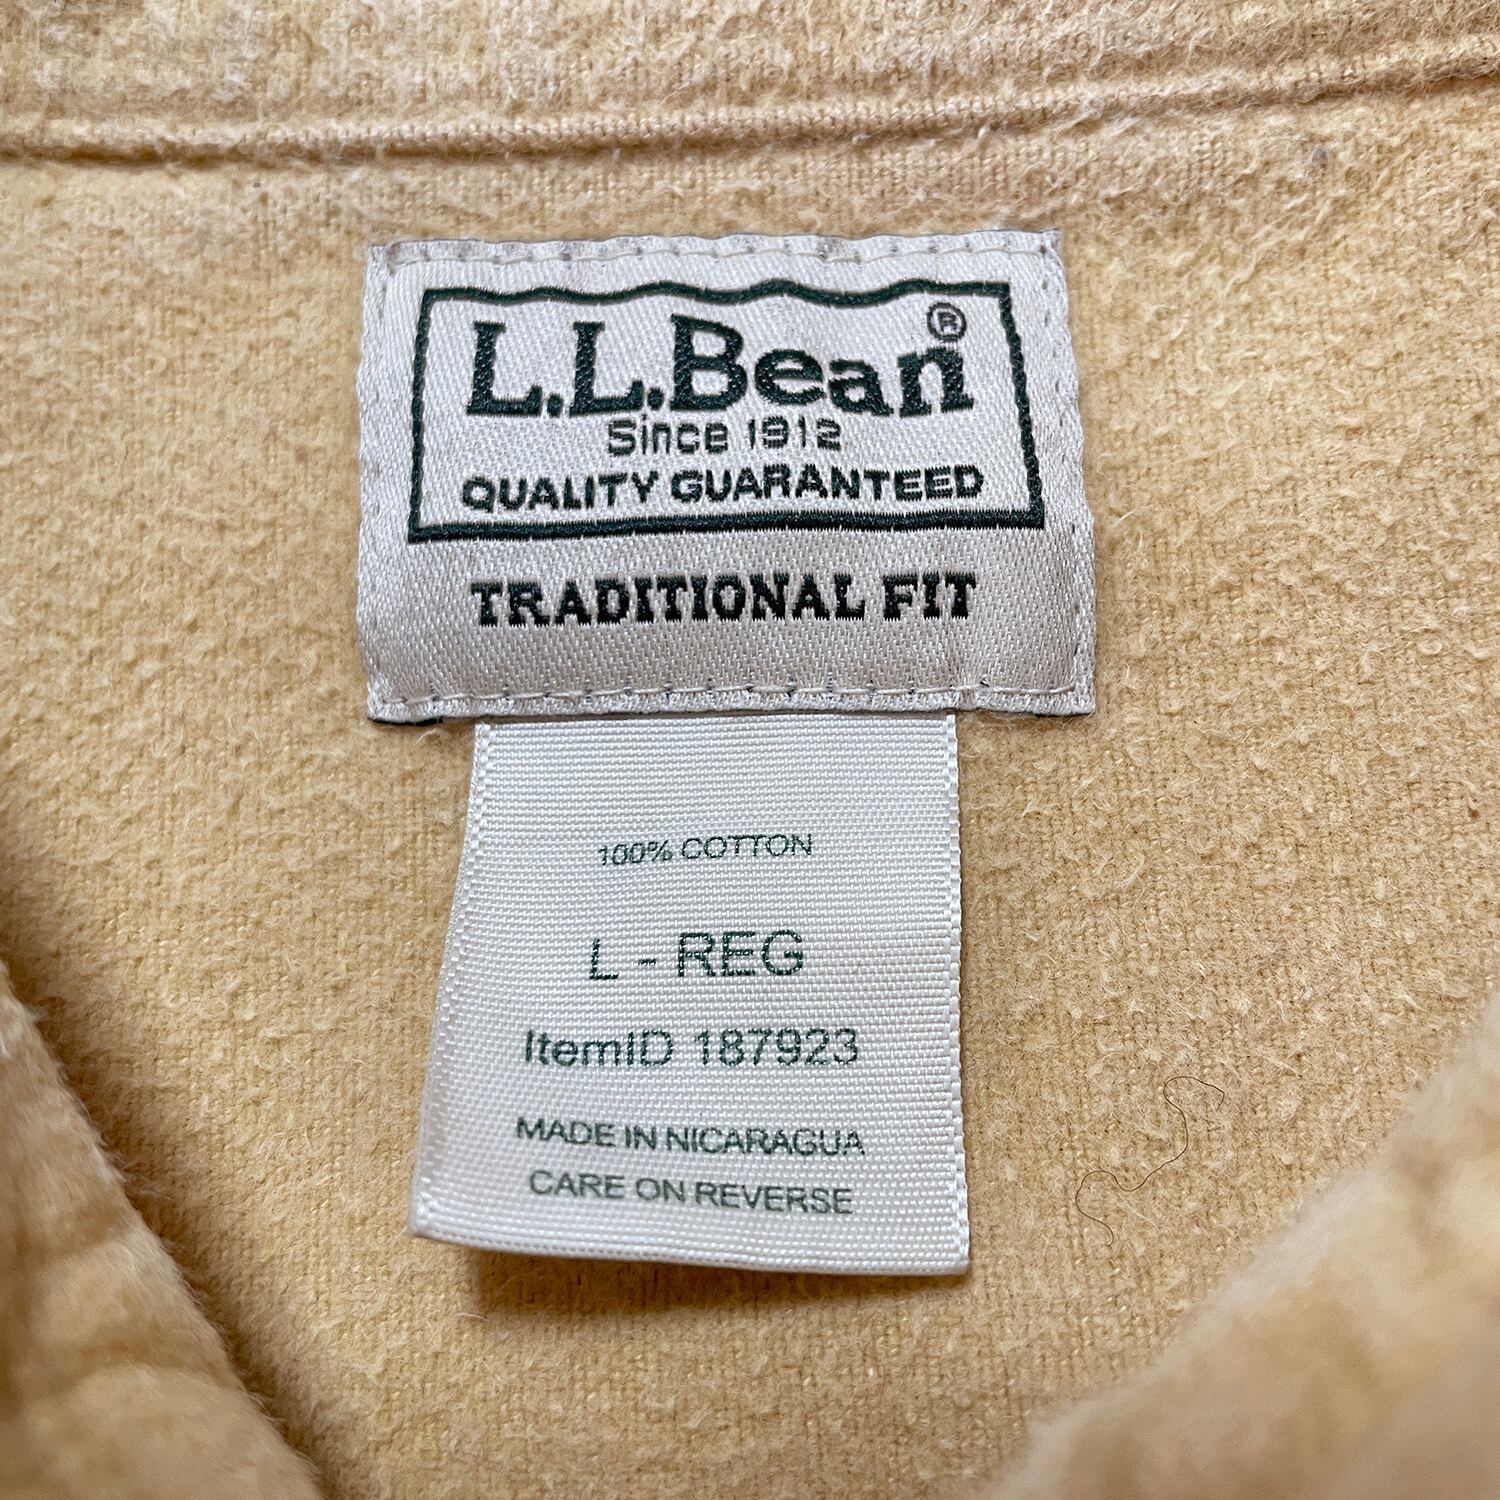 L.L.Bean®
Since 1912
QUALITY GUARANTEED
TRADITIONAL FIT
100% COTTON
L - REG
ItemID 187923
MADE IN NICARAGUA
CARE ON REVERSE